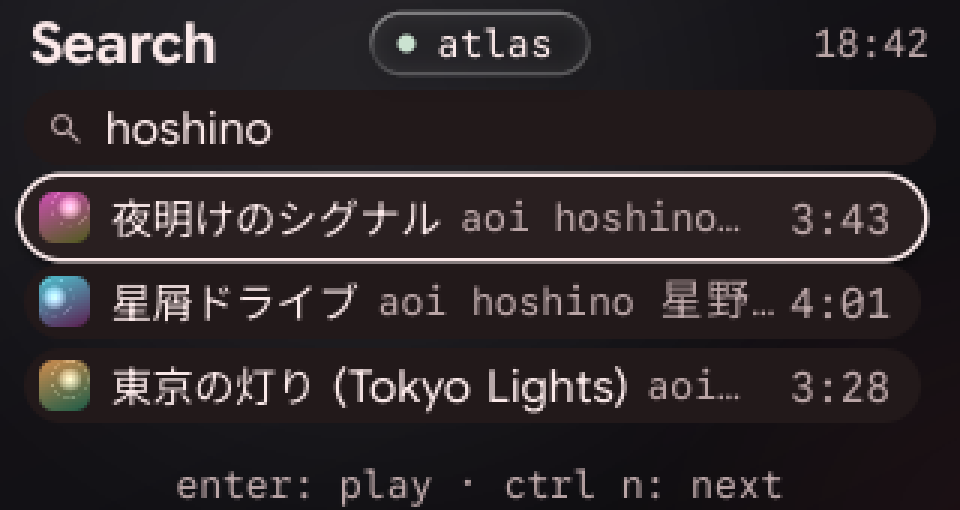 Search atlas 18:42
hoshino
夜明けのシグナル aoi hoshino… 3:43
星屑ドライブ aoi hoshino 星野… 4:01
東京の灯り (Tokyo Lights) aoi… 3:28
enter: play · ctrl n: next